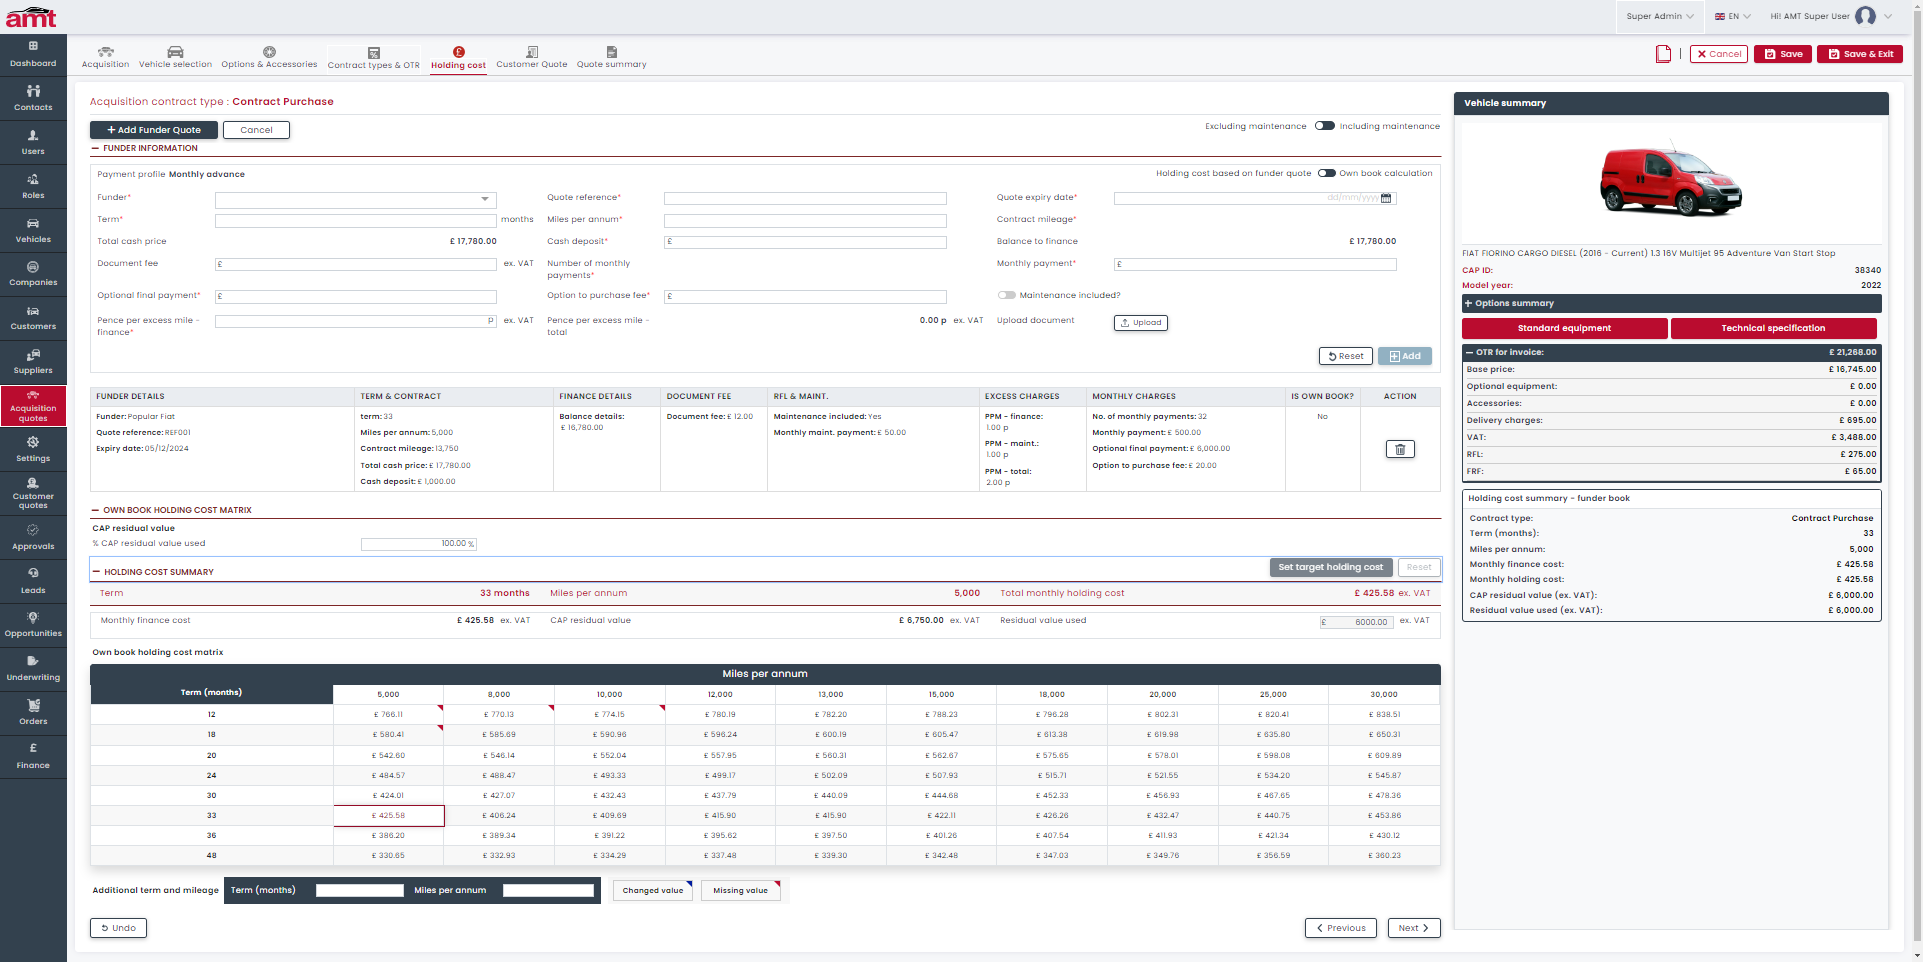 amt
Super Admin
EN
Hi! AMT Super User
Dashboard
Contacts
Users
Roles
Vehicles
Companies
Customers
Suppliers
Acquisition
quotes
Settings
Customer
quotes
Approvals
Leads
Opportunities
Underwriting
Orders
£
Finance
Acquisition
Vehicle selection
Options & Accessories
Contract types & OTR
Holding cost
Customer Quote
Quote summary
Cancel
Save
Save & Exit
Acquisition contract type : Contract Purchase
+ Add Funder Quote
Cancel
Excluding maintenance
Including maintenance
FUNDER INFORMATION
Payment profile Monthly advance
Holding cost based on funder quote
Own book calculation
Funder*
Quote reference*
Quote expiry date* dd/mm/yyyy
Term* months
Miles per annum*
Contract mileage*
Total cash price £ 17,780.00
Cash deposit* £
Balance to finance £ 17,780.00
Document fee £ ex. VAT
Number of monthly
payments*
Monthly payment* £
Optional final payment* £
Option to purchase fee* £
Maintenance included?
Pence per excess mile -
finance*
p ex. VAT
Pence per excess mile -
total
0.00 p ex. VAT
Upload document
Upload
Reset
Add
FUNDER DETAILS TERM & CONTRACT FINANCE DETAILS DOCUMENT FEE RFL & MAINT. EXCESS CHARGES MONTHLY CHARGES IS OWN BOOK? ACTION
Funder: Popular Fiat
Quote reference: REF001
Expiry date: 05/12/2024
term: 33
Miles per annum: 5,000
Contract mileage: 13,750
Total cash price: £ 17,780.00
Cash deposit: £ 1,000.00
Balance details:
£ 16,780.00
Document fee: £ 12.00
Maintenance included: Yes
Monthly maint. payment: £ 50.00
PPM - finance:
1.00 p
PPM - maint.:
1.00 p
PPM - total:
2.00 p
No. of monthly payments: 32
Monthly payment: £ 500.00
Optional final payment: £ 6,000.00
Option to purchase fee: £ 20.00
No
OWN BOOK HOLDING COST MATRIX
CAP residual value
% CAP residual value used 100.00 %
HOLDING COST SUMMARY
Set target holding cost
Reset
Term 33 months Miles per annum 5,000 Total monthly holding cost £ 425.58 ex. VAT
Monthly finance cost £ 425.58 ex. VAT CAP residual value £ 6,750.00 ex. VAT Residual value used £ 6000.00 ex. VAT
Own book holding cost matrix
Miles per annum
Term (months) 5,000 8,000 10,000 12,000 13,000 15,000 18,000 20,000 25,000 30,000
12 £ 766.11 £ 770.13 £ 774.15 £ 780.19 £ 782.20 £ 788.23 £ 796.28 £ 802.31 £ 820.41 £ 838.51
18 £ 580.41 £ 585.69 £ 590.96 £ 596.24 £ 600.19 £ 605.47 £ 613.38 £ 619.98 £ 635.80 £ 650.31
20 £ 542.60 £ 546.14 £ 552.04 £ 557.95 £ 560.31 £ 562.67 £ 575.65 £ 578.01 £ 598.08 £ 609.89
24 £ 484.57 £ 488.47 £ 493.33 £ 499.17 £ 502.09 £ 507.93 £ 515.71 £ 521.55 £ 534.20 £ 545.87
30 £ 424.01 £ 427.07 £ 432.43 £ 437.79 £ 440.09 £ 444.68 £ 452.33 £ 456.93 £ 467.65 £ 478.36
33 £ 425.58 £ 406.24 £ 409.69 £ 415.90 £ 415.90 £ 422.11 £ 426.26 £ 432.47 £ 440.75 £ 453.86
36 £ 386.20 £ 389.34 £ 391.22 £ 395.62 £ 397.50 £ 401.26 £ 407.54 £ 411.93 £ 421.34 £ 430.12
48 £ 330.65 £ 332.93 £ 334.29 £ 337.48 £ 339.30 £ 342.48 £ 347.03 £ 349.76 £ 356.59 £ 360.23
Additional term and mileage Term (months) Miles per annum
Changed value
Missing value
Undo
Previous
Next
Vehicle summary
FIAT FIORINO CARGO DIESEL (2016 - Current) 1.3 16V Multijet 95 Adventure Van Start Stop
CAP ID: 38340
Model year: 2022
+ Options summary
Standard equipment
Technical specification
OTR for invoice: £ 21,268.00
Base price: £ 16,745.00
Optional equipment: £ 0.00
Accessories: £ 0.00
Delivery charges: £ 695.00
VAT: £ 3,488.00
RFL: £ 275.00
FRF: £ 65.00
Holding cost summary - funder book
Contract type: Contract Purchase
Term (months): 33
Miles per annum: 5,000
Monthly finance cost: £ 425.58
Monthly holding cost: £ 425.58
CAP residual value (ex. VAT): £ 6,000.00
Residual value used (ex. VAT): £ 6,000.00